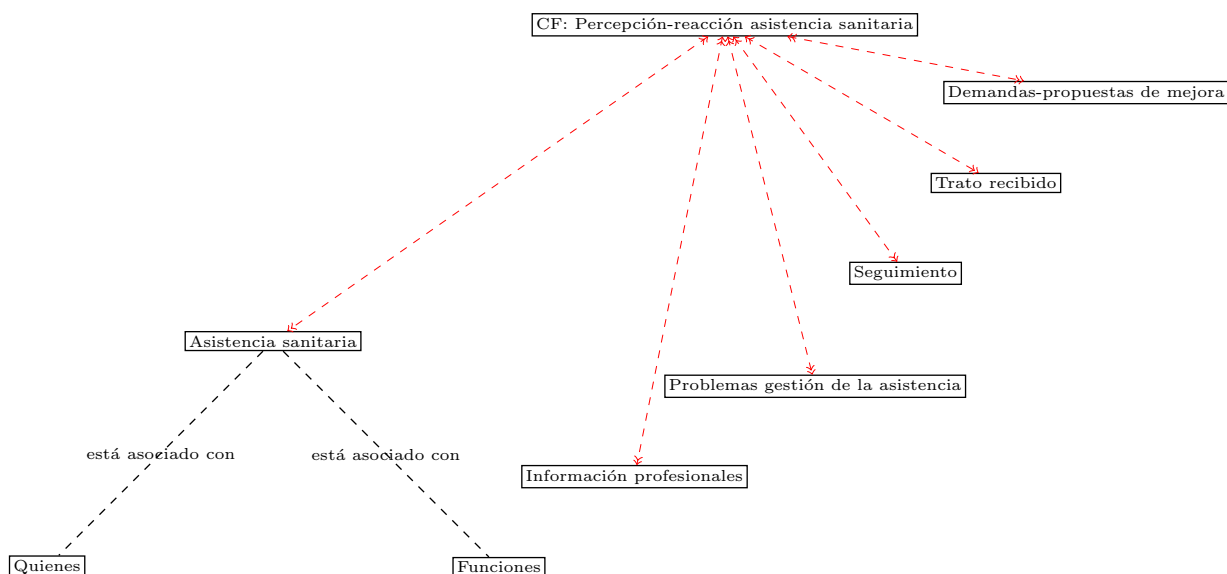 CF: Percepción-reacción asistencia sanitaria
Demandas-propuestas de mejora
Trato recibido
Seguimiento
Asistencia sanitaria
Problemas gestión de la asistencia
está asociado con
está asociado con
Información profesionales
Quienes
Funciones